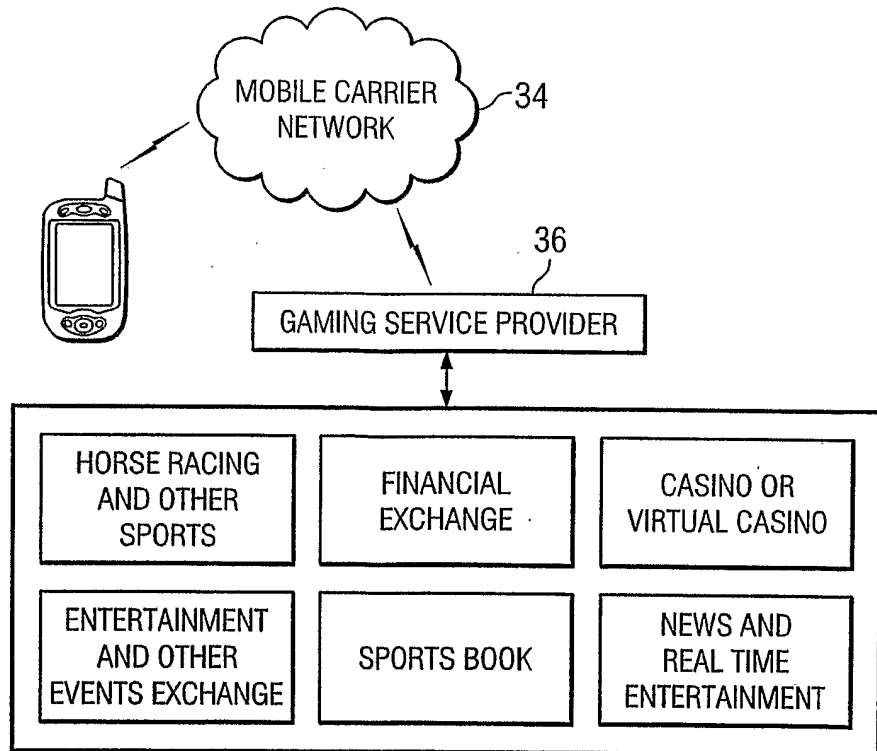 MOBILE CARRIER
NETWORK
34
36
GAMING SERVICE PROVIDER
HORSE RACING
AND OTHER
SPORTS
FINANCIAL
EXCHANGE
CASINO OR
VIRTUAL CASINO
ENTERTAINMENT
AND OTHER
EVENTS EXCHANGE
SPORTS BOOK
NEWS AND
REAL TIME
ENTERTAINMENT